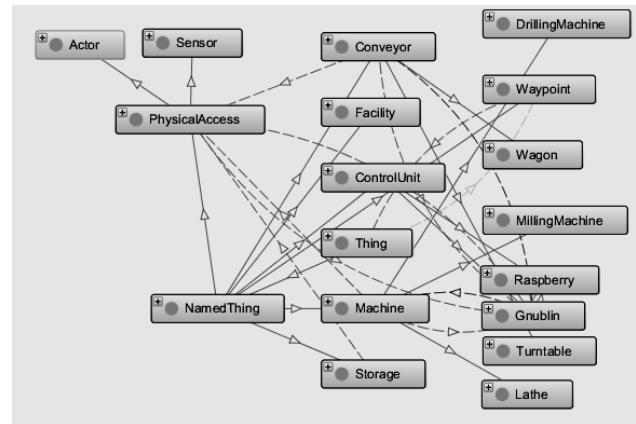 Actor
Sensor
Conveyor
DrillingMachine
Waypoint
PhysicalAccess
Facility
Wagon
ControlUnit
MillingMachine
Thing
Raspberry
NamedThing
Machine
Gnublin
Turntable
Storage
Lathe